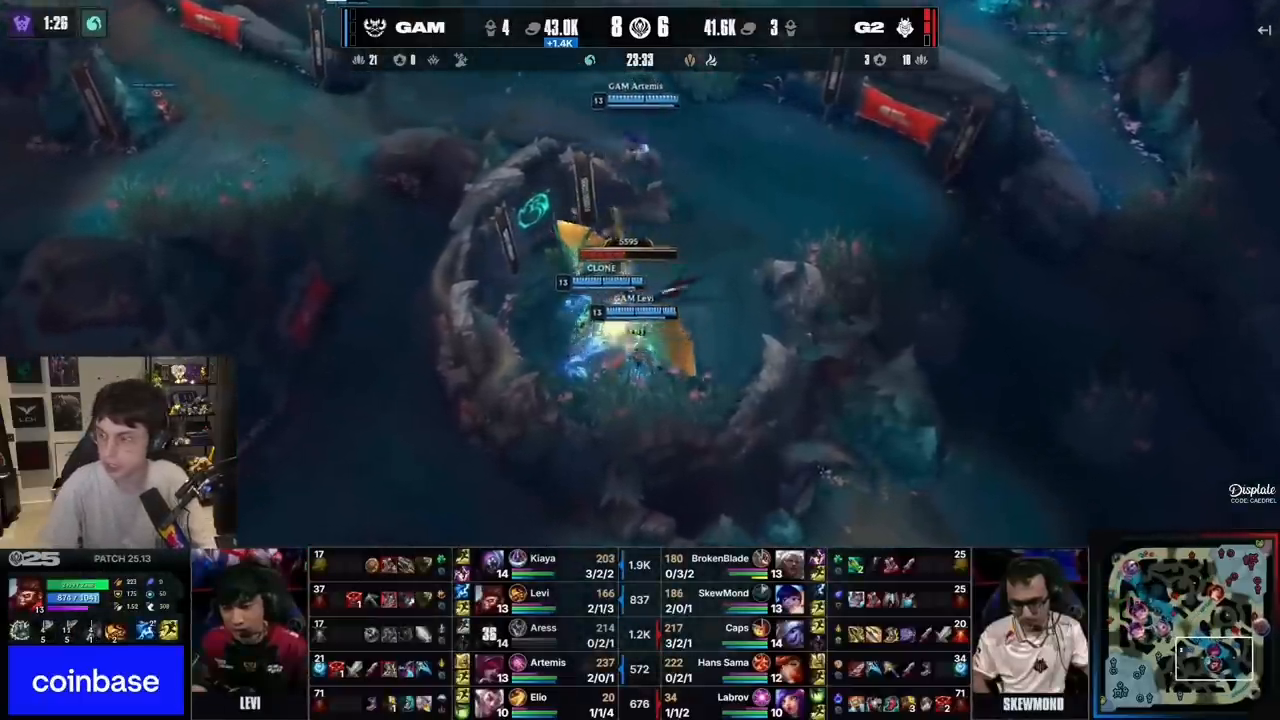 1:26
GAM 4 43.0K 8 6 41.6K 3 G2
+1.4K
21 0 23:33 3 18
GAM Artemis
13
5595
CLONE
13
GAM Levi
13
Displate
CODE: CAEDREL
25 PATCH 25.13
13
coinbase
LEVI
17 14 Kiaya 203 3/2/2 1.9K 180 BrokenBlade 0/3/2 13 25
37 13 Levi 166 2/1/3 837 186 SkewMond 2/0/1 13 18
17 36 14 Aress 214 0/2/1 1.2K 217 Caps 3/2/1 14 20
21 13 Artemis 237 2/0/1 572 222 Hans Sama 0/2/1 12 34
71 10 Elio 20 1/1/4 676 34 Labrov 1/1/2 10 71
SKEWMOND